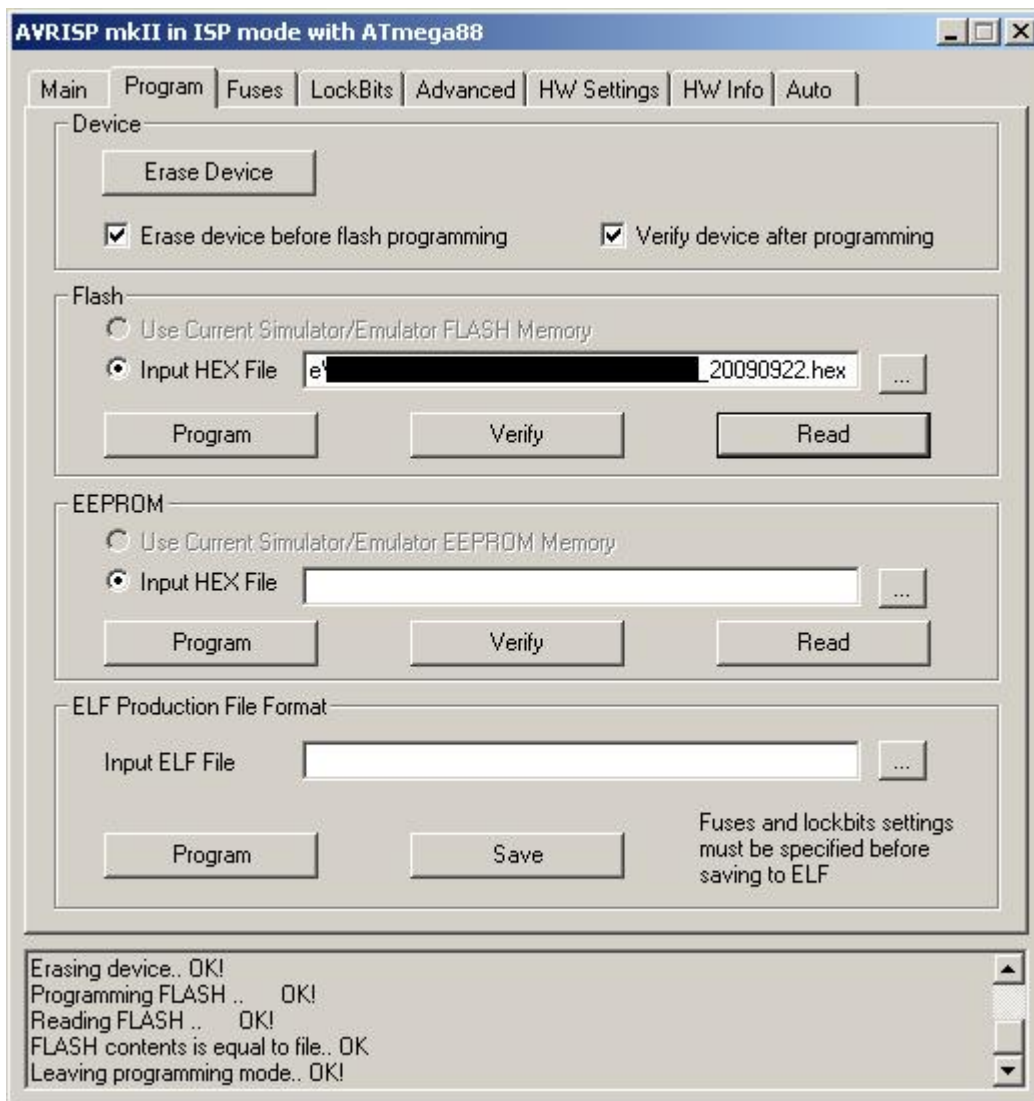 AVRISP mkII in ISP mode with ATmega88
Main Program Fuses LockBits Advanced HW Settings HW Info Auto
Device
Erase Device
Erase device before flash programming Verify device after programming
Flash
Use Current Simulator/Emulator FLASH Memory
Input HEX File e\ _20090922.hex ...
Program Verify Read
EEPROM
Use Current Simulator/Emulator EEPROM Memory
Input HEX File ...
Program Verify Read
ELF Production File Format
Input ELF File ...
Fuses and lockbits settings
must be specified before
saving to ELF
Program Save
Erasing device.. OK!
Programming FLASH .. OK!
Reading FLASH .. OK!
FLASH contents is equal to file.. OK
Leaving programming mode.. OK!